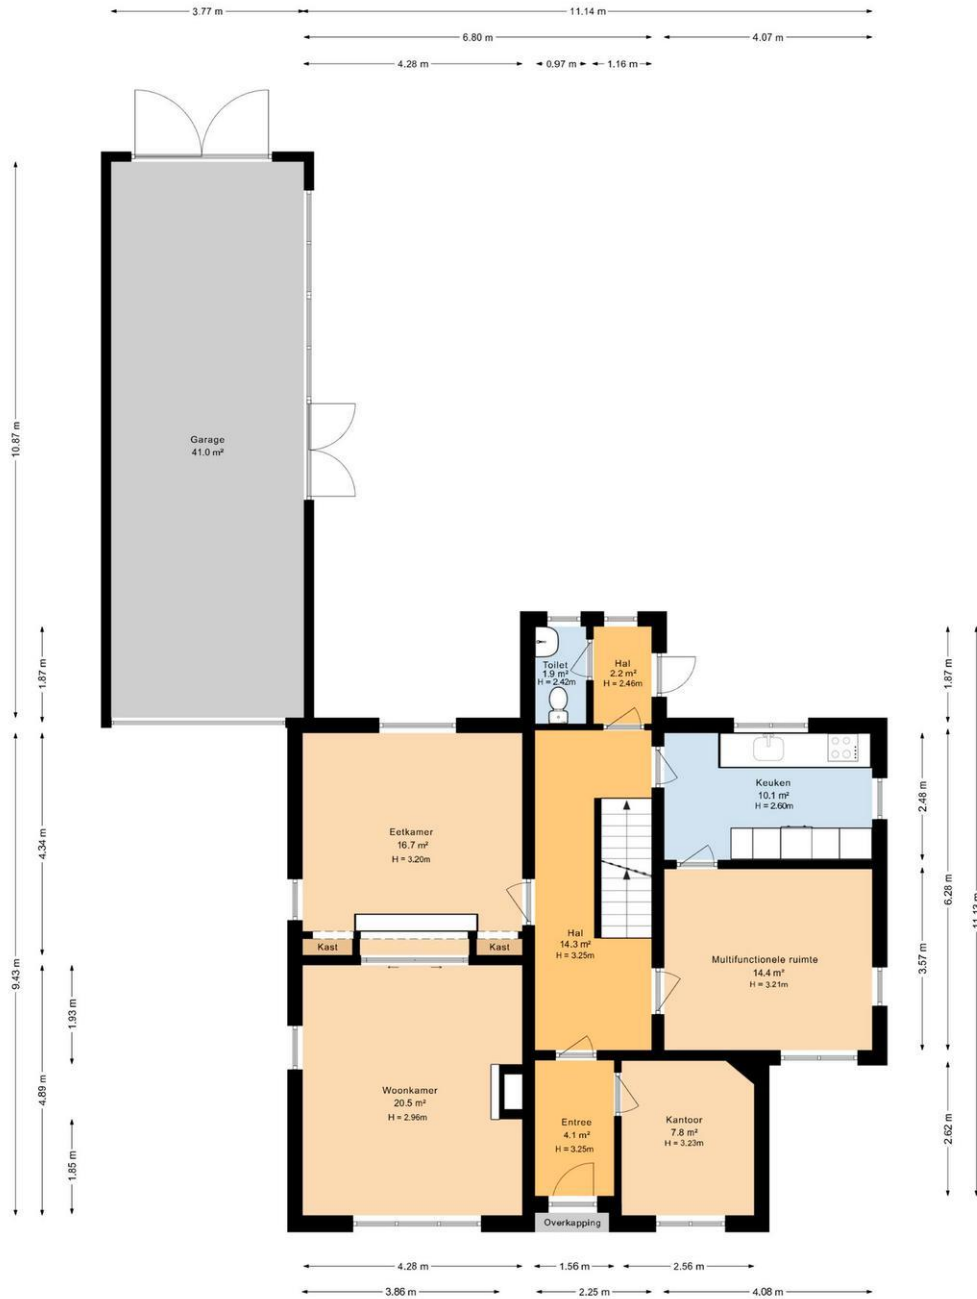 3.77 m
11.14 m
6.80 m
4.07 m
4.28 m
0.97 m
1.16 m
10.87 m
Garage
41.0 m²
1.87 m
Toilet
1.9 m²
H = 2.42m
Hal
2.2 m²
H = 2.46m
1.87 m
4.34 m
9.43 m
Eetkamer
16.7 m²
H = 3.20m
Keuken
10.1 m²
H = 2.60m
2.48 m
6.28 m
11.13 m
Kast
Kast
Hal
14.3 m²
H = 3.25m
Multifunctionele ruimte
14.4 m²
H = 3.21m
3.57 m
1.93 m
4.89 m
1.85 m
Woonkamer
20.5 m²
H = 2.96m
Entree
4.1 m²
H = 3.25m
Kantoor
7.8 m²
H = 3.23m
2.62 m
Overkapping
4.28 m
1.56 m
2.56 m
3.86 m
2.25 m
4.08 m